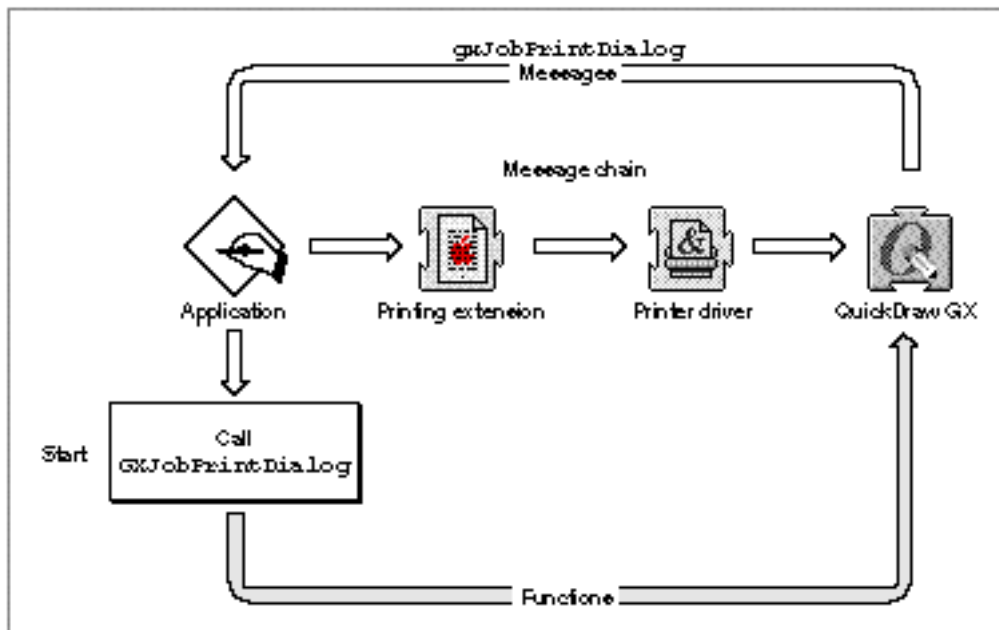 gxJobPrintDialog
Messages
Message chain
Application
Printing extension
Printer driver
QuickDraw GX
Start
Call
GXJobPrintDialog
Functions